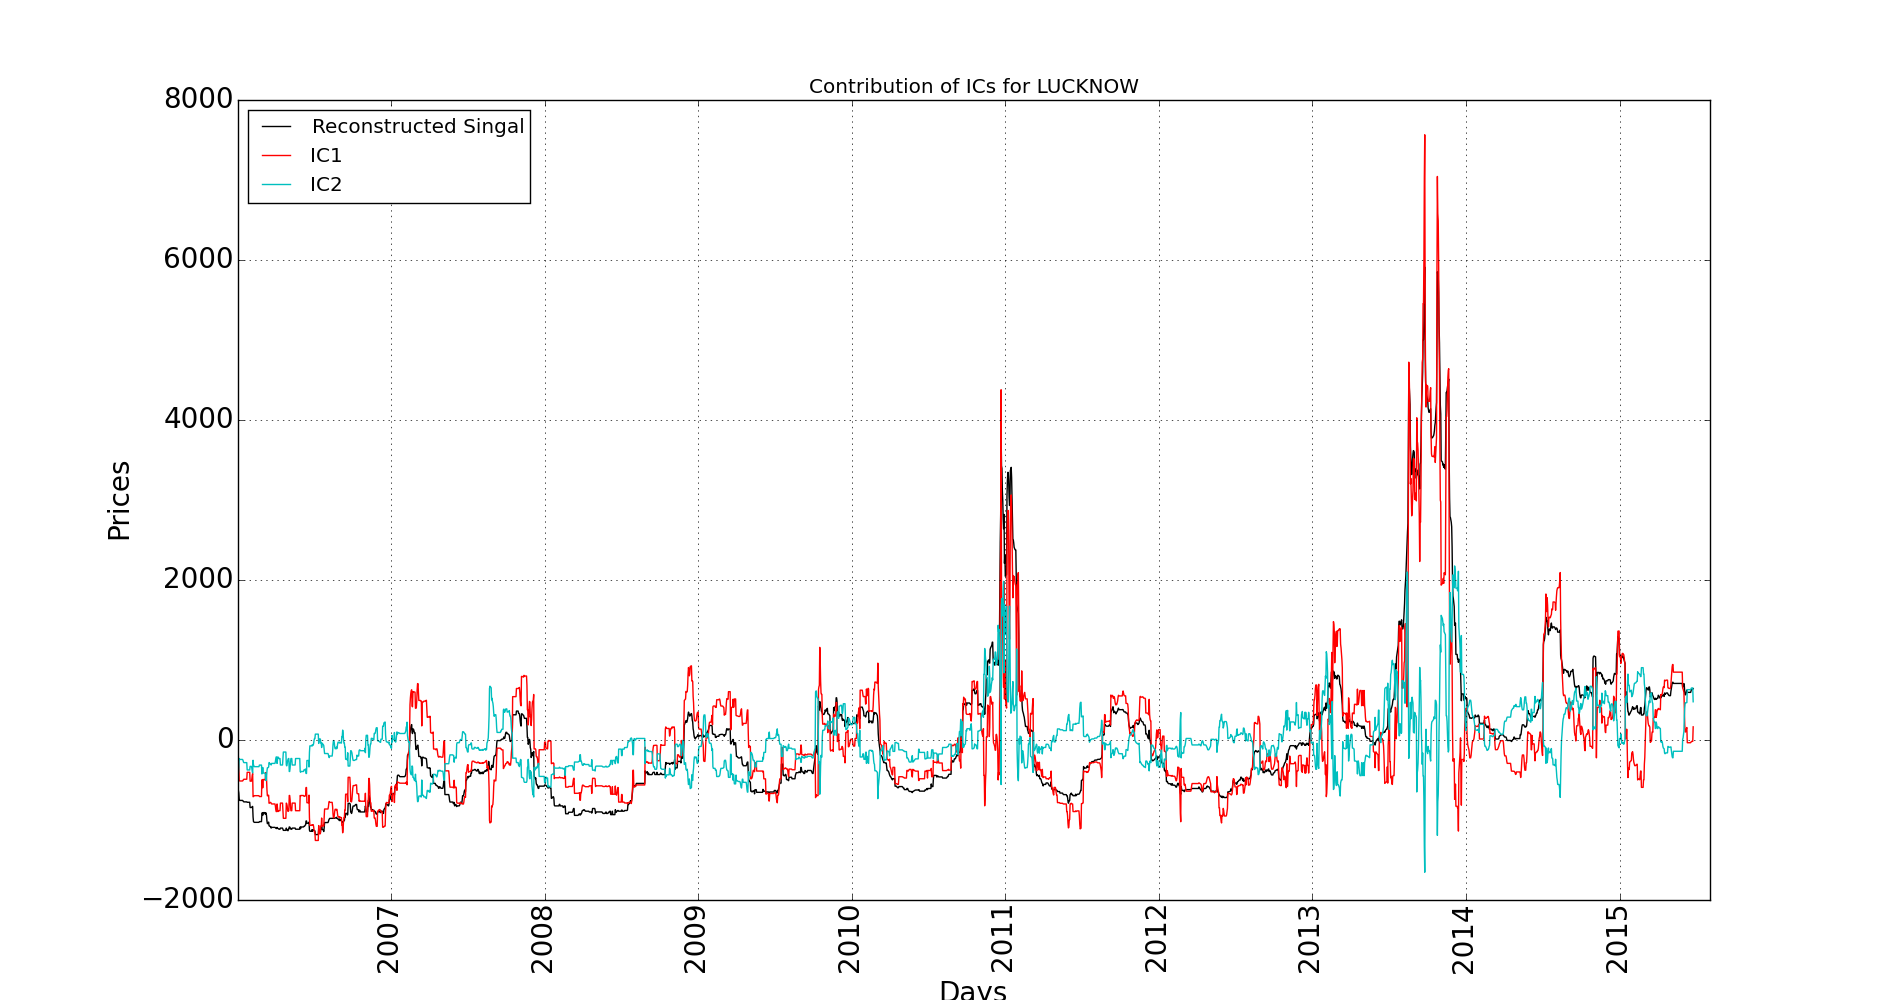 Contribution of ICs for LUCKNOW
8000
6000
4000
2000
0
−2000
Prices
Reconstructed Singal
IC1
IC2
2007
2008
2009
2010
2011
2012
2013
2014
2015
Days